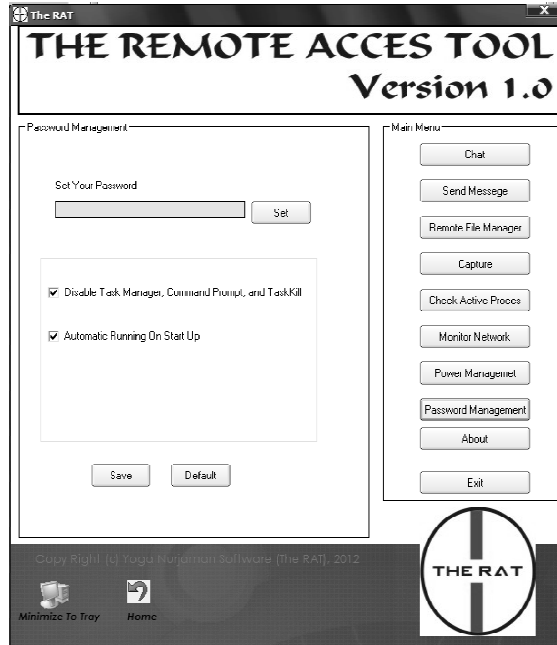 The RAT
THE REMOTE ACCES TOOL
Version 1.0
Password Management
Set Your Password
Set
Disable Task Manager, Command Prompt, and TaskKill
Automatic Running On Start Up
Save
Default
Main Menu
Chat
Send Messege
Remote File Manager
Capture
Check Active Proces
Monitor Network
Power Managemet
Password Management
About
Exit
Copy Right (c) Yoga Nurjaman Software (The RAT), 2012
Minimize To Tray
Home
THE RAT